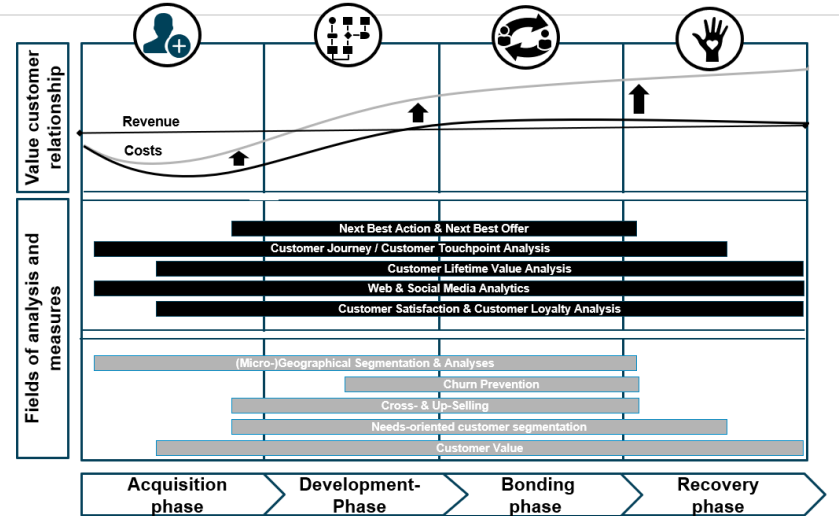 Value customer
relationship
Revenue
Costs
Fields of analysis and
measures
Next Best Action & Next Best Offer
Customer Journey / Customer Touchpoint Analysis
Customer Lifetime Value Analysis
Web & Social Media Analytics
Customer Satisfaction & Customer Loyalty Analysis
(Micro-)Geographical Segmentation & Analyses
Churn Prevention
Cross- & Up-Selling
Needs-oriented customer segmentation
Customer Value
Acquisition
phase
Development-
Phase
Bonding
phase
Recovery
phase